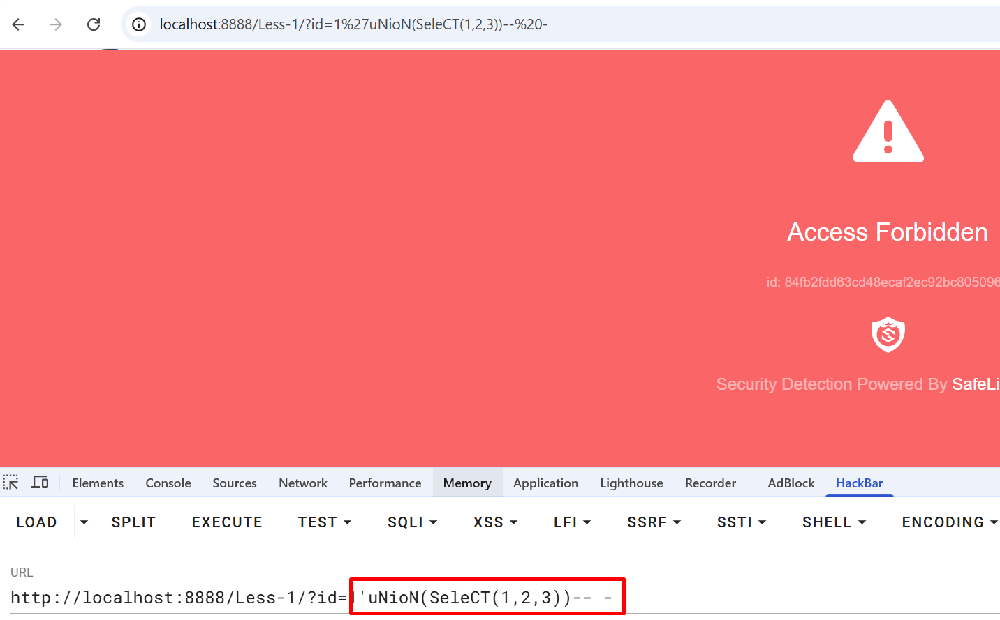 localhost:8888/Less-1/?id=1%27uNioN(SeleCT(1,2,3))--%20-
Access Forbidden
id: 84fb2fdd63cd48ecaf2ec92bc805096
Security Detection Powered By SafeLi
Elements Console Sources Network Performance Memory Application Lighthouse Recorder AdBlock HackBar
LOAD SPLIT EXECUTE TEST SQLI XSS LFI SSRF SSTI SHELL ENCODING
URL
http://localhost:8888/Less-1/?id=1'uNioN(SeleCT(1,2,3))-- -